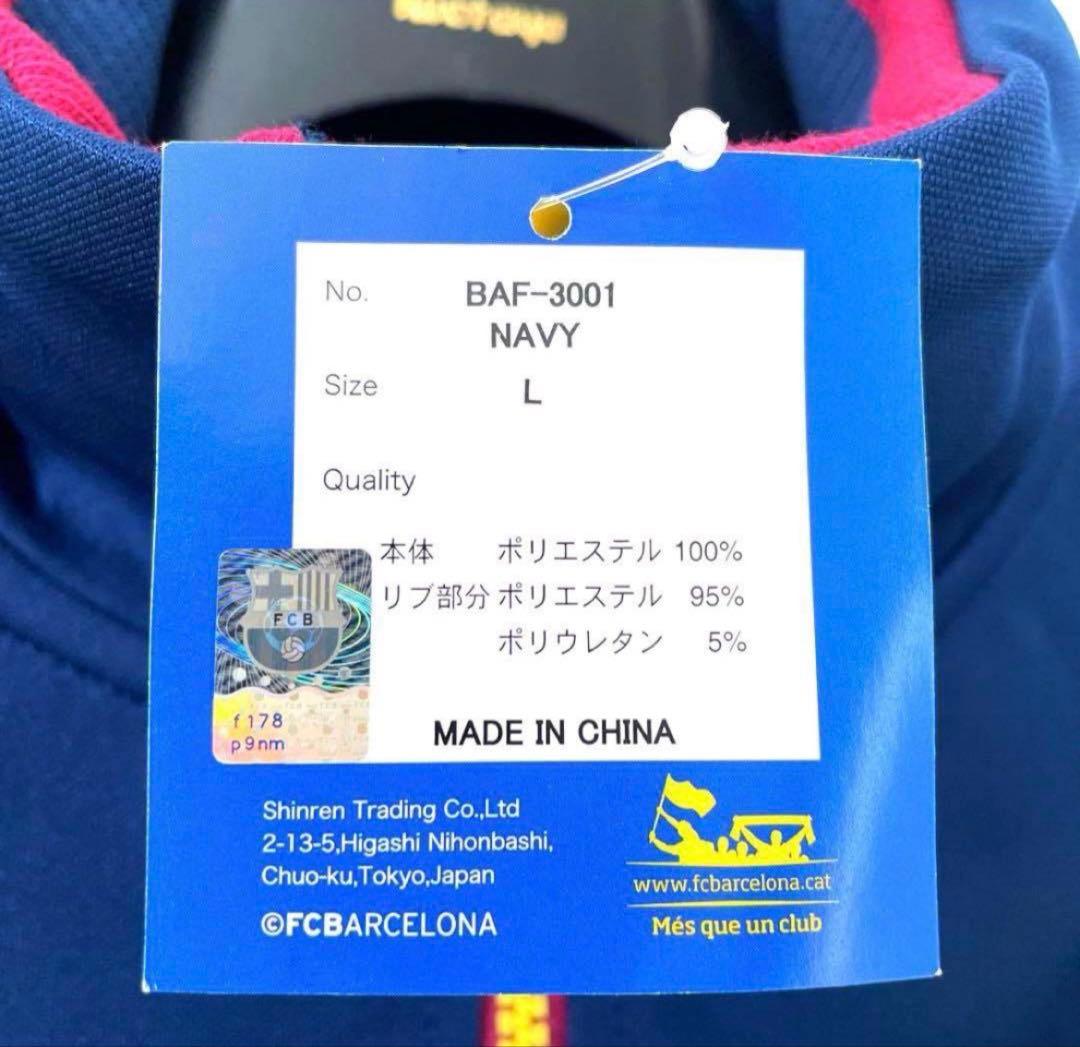 No. BAF-3001
NAVY
Size L
Quality
本体 ポリエステル 100%
リブ部分 ポリエステル 95%
ポリウレタン 5%
FCB
f178
p9nm
MADE IN CHINA
Shinren Trading Co.,Ltd
2-13-5,Higashi Nihonbashi,
Chuo-ku,Tokyo,Japan
©FCBARCELONA
www.fcbarcelona.cat
Més que un club